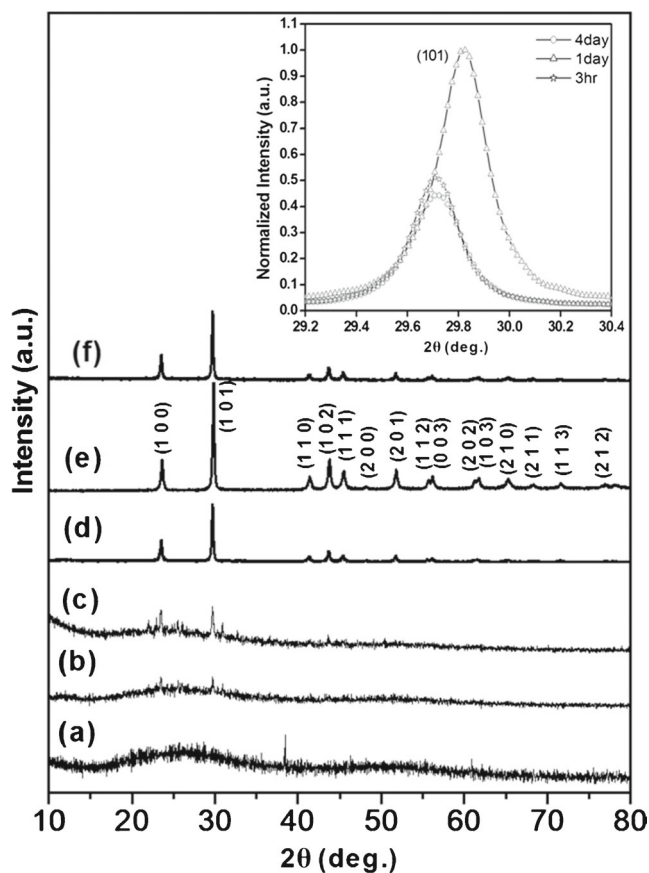 1.1
1.0
0.9
0.8
0.7
0.6
0.5
0.4
0.3
0.2
0.1
0.0
Normalized Intensity (a.u.)
(101)
4day
1day
3hr
29.2 29.4 29.6 29.8 30.0 30.2 30.4
2θ (deg.)
Intensity (a.u.)
(f)
(e)
(1 0 0)
(1 0 1)
(1 1 0)
(1 0 2)
(1 1 1)
(2 0 0)
(2 0 1)
(1 1 2)
(0 0 3)
(2 0 2)
(1 0 3)
(2 1 0)
(2 1 1)
(1 1 3)
(2 1 2)
(d)
(c)
(b)
(a)
10 20 30 40 50 60 70 80
2θ (deg.)